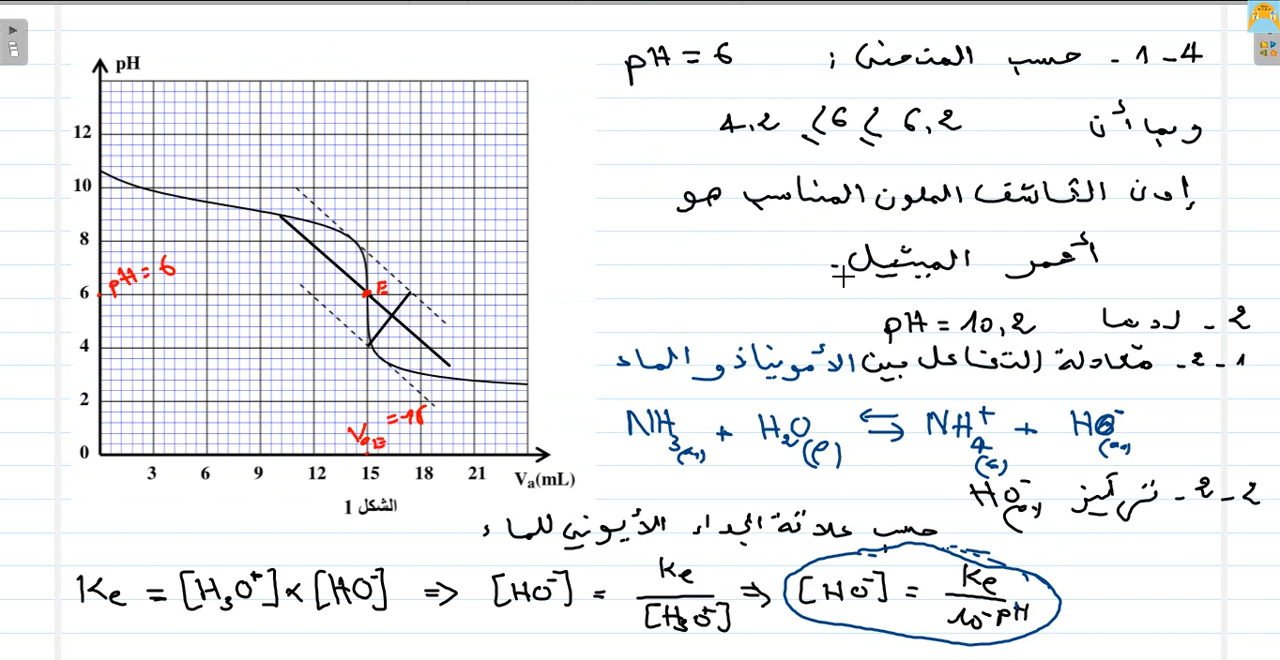 pH
12
10
8
6
4
2
0
3 6 9 12 15 18 21
Va(mL)
الشكل 1
pH = 6
E
VaE = 15
4-1- حسب المنحنى : pH = 6
وبما أن 4,2 < 6 < 6,2
إذن الكاشف الملون المناسب هو
أحمر الميثيل.
2- لدينا pH = 10,2
2-1- معادلة التفاعل بين الأمونياك و الماء
NH3(aq) + H2O(l) ⇌ NH4+ + HO-(aq)
2-2- تركيز HO-(aq)
حسب علاقة الجداء الأيوني للماء
Ke = [H3O+] × [HO-] ⇒ [HO-] = Ke / [H3O+] ⇒ [HO-] = Ke / 10-pH